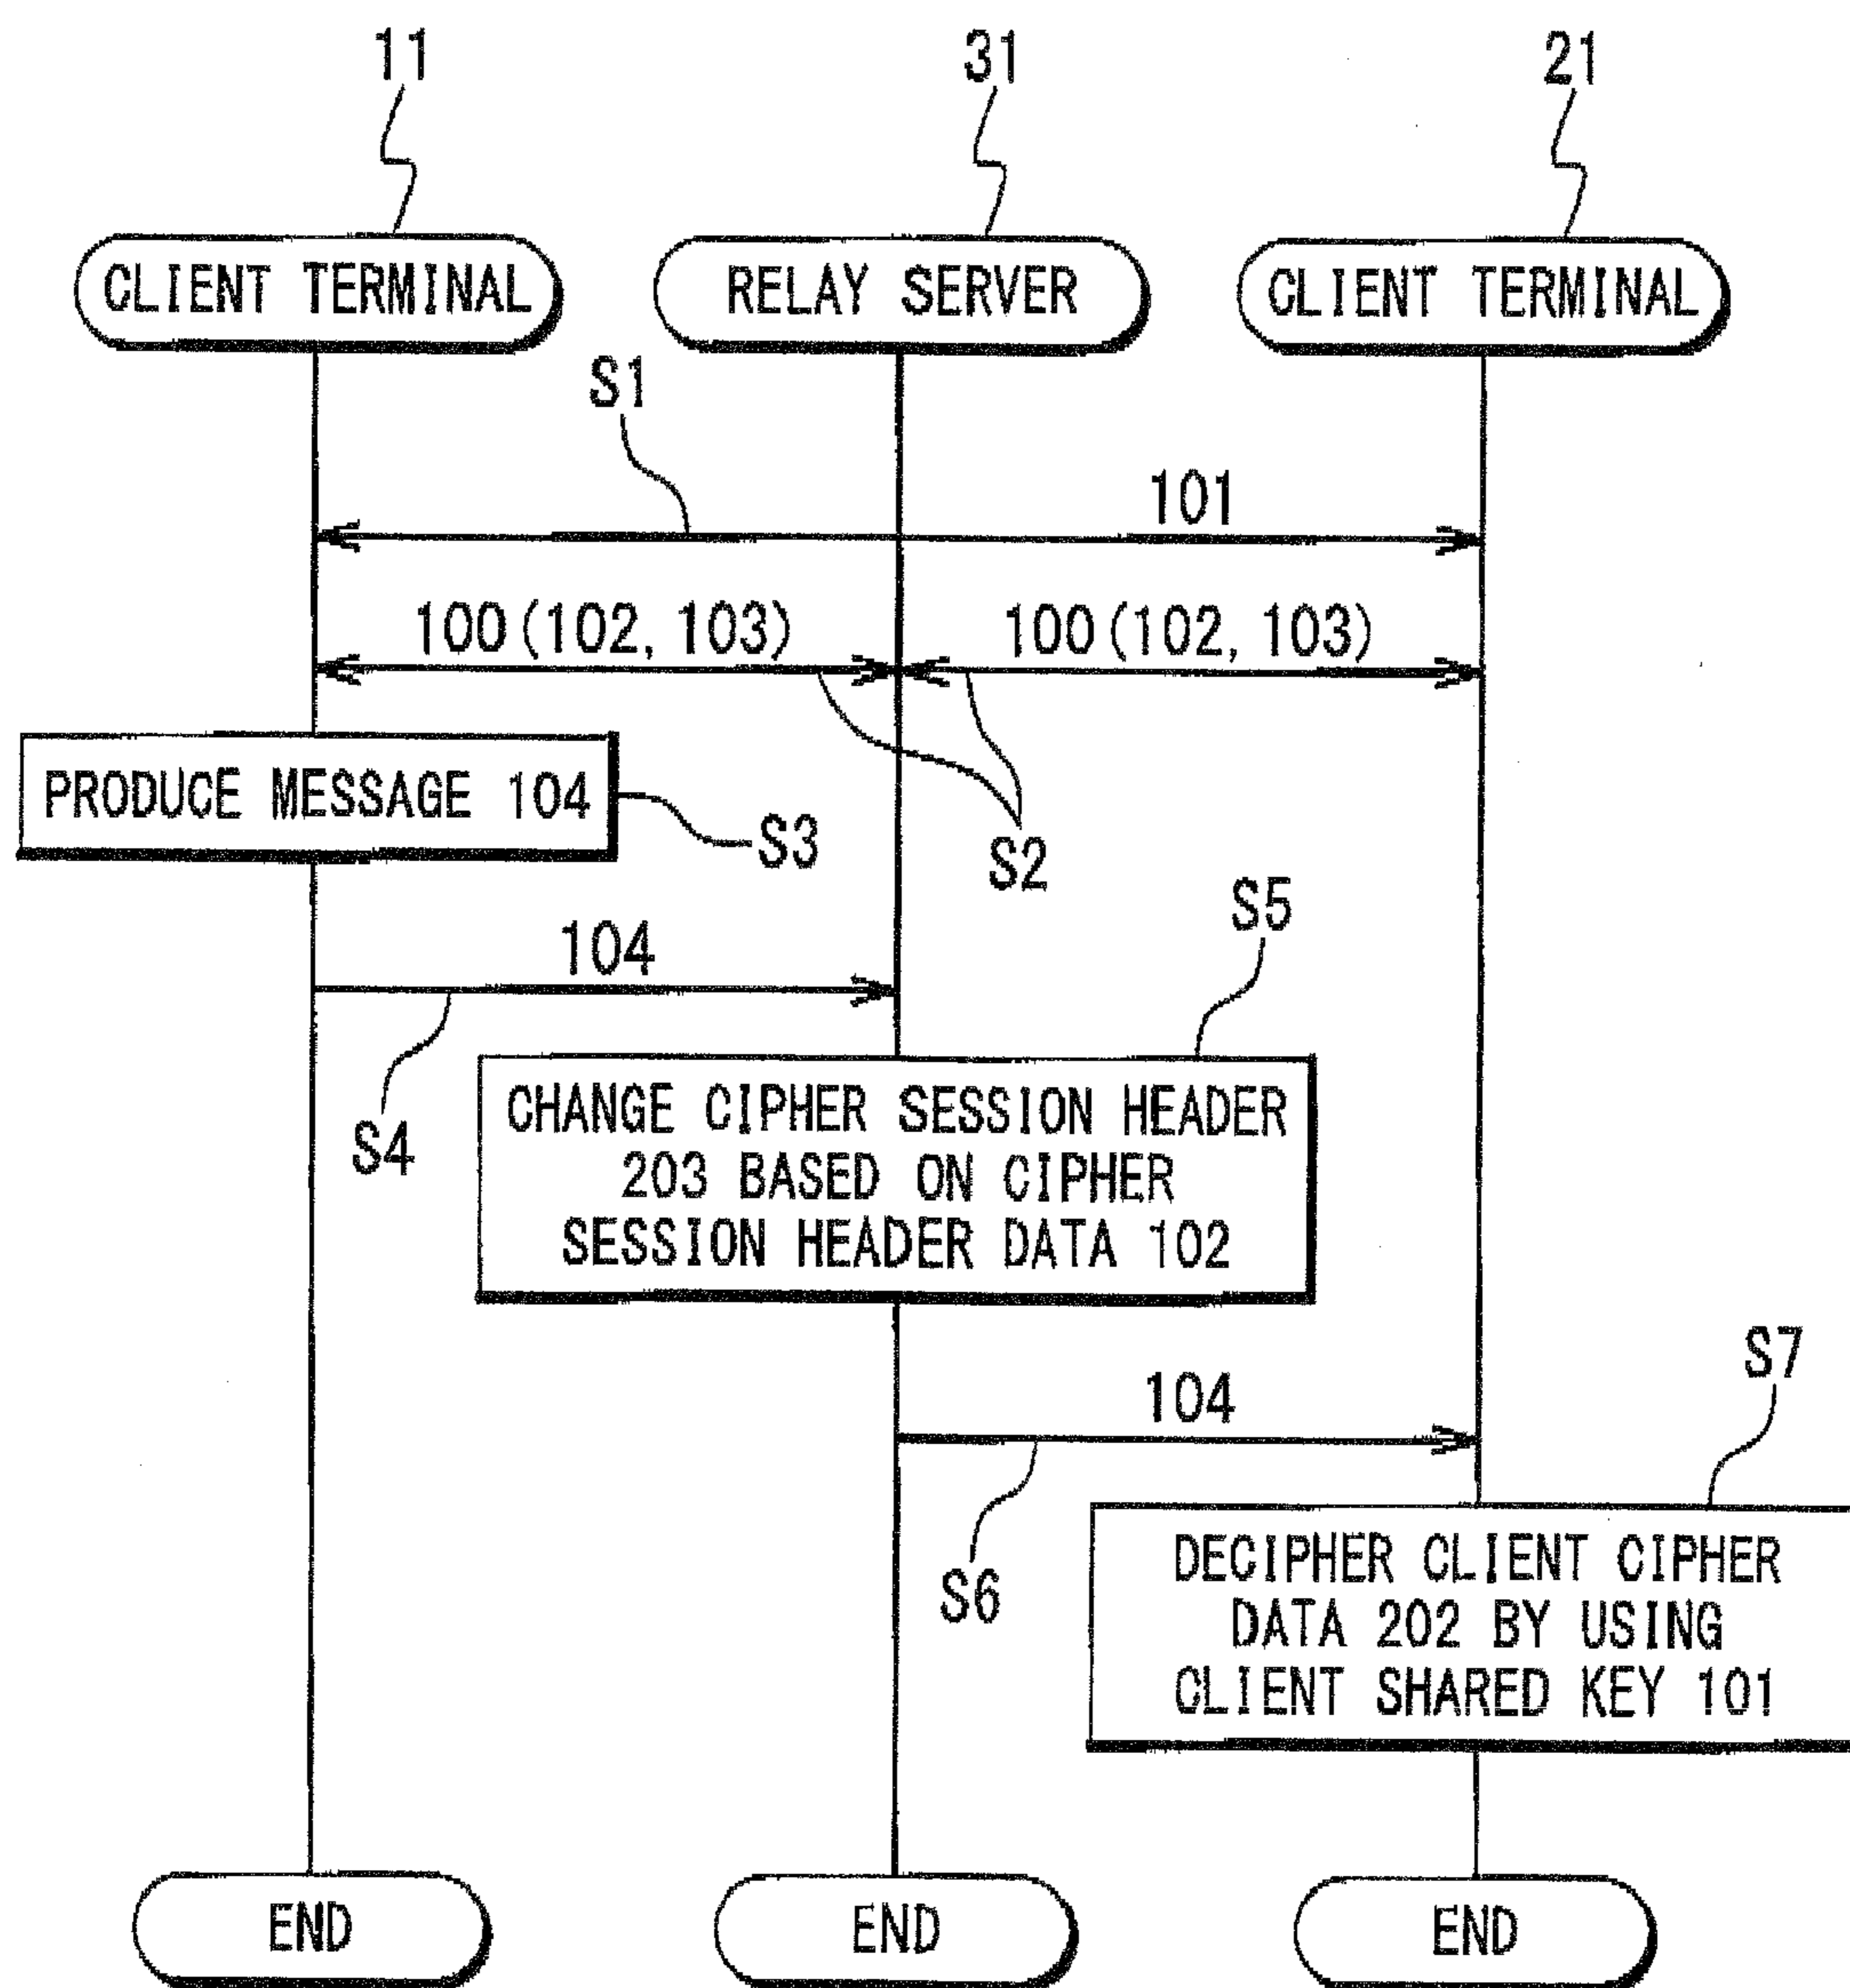 11
31
21
CLIENT TERMINAL
RELAY SERVER
CLIENT TERMINAL
S1
101
100(102, 103)
100(102, 103)
PRODUCE MESSAGE 104
S3
S2
S5
104
S4
CHANGE CIPHER SESSION HEADER
203 BASED ON CIPHER
SESSION HEADER DATA 102
S7
104
S6
DECIPHER CLIENT CIPHER
DATA 202 BY USING
CLIENT SHARED KEY 101
END
END
END